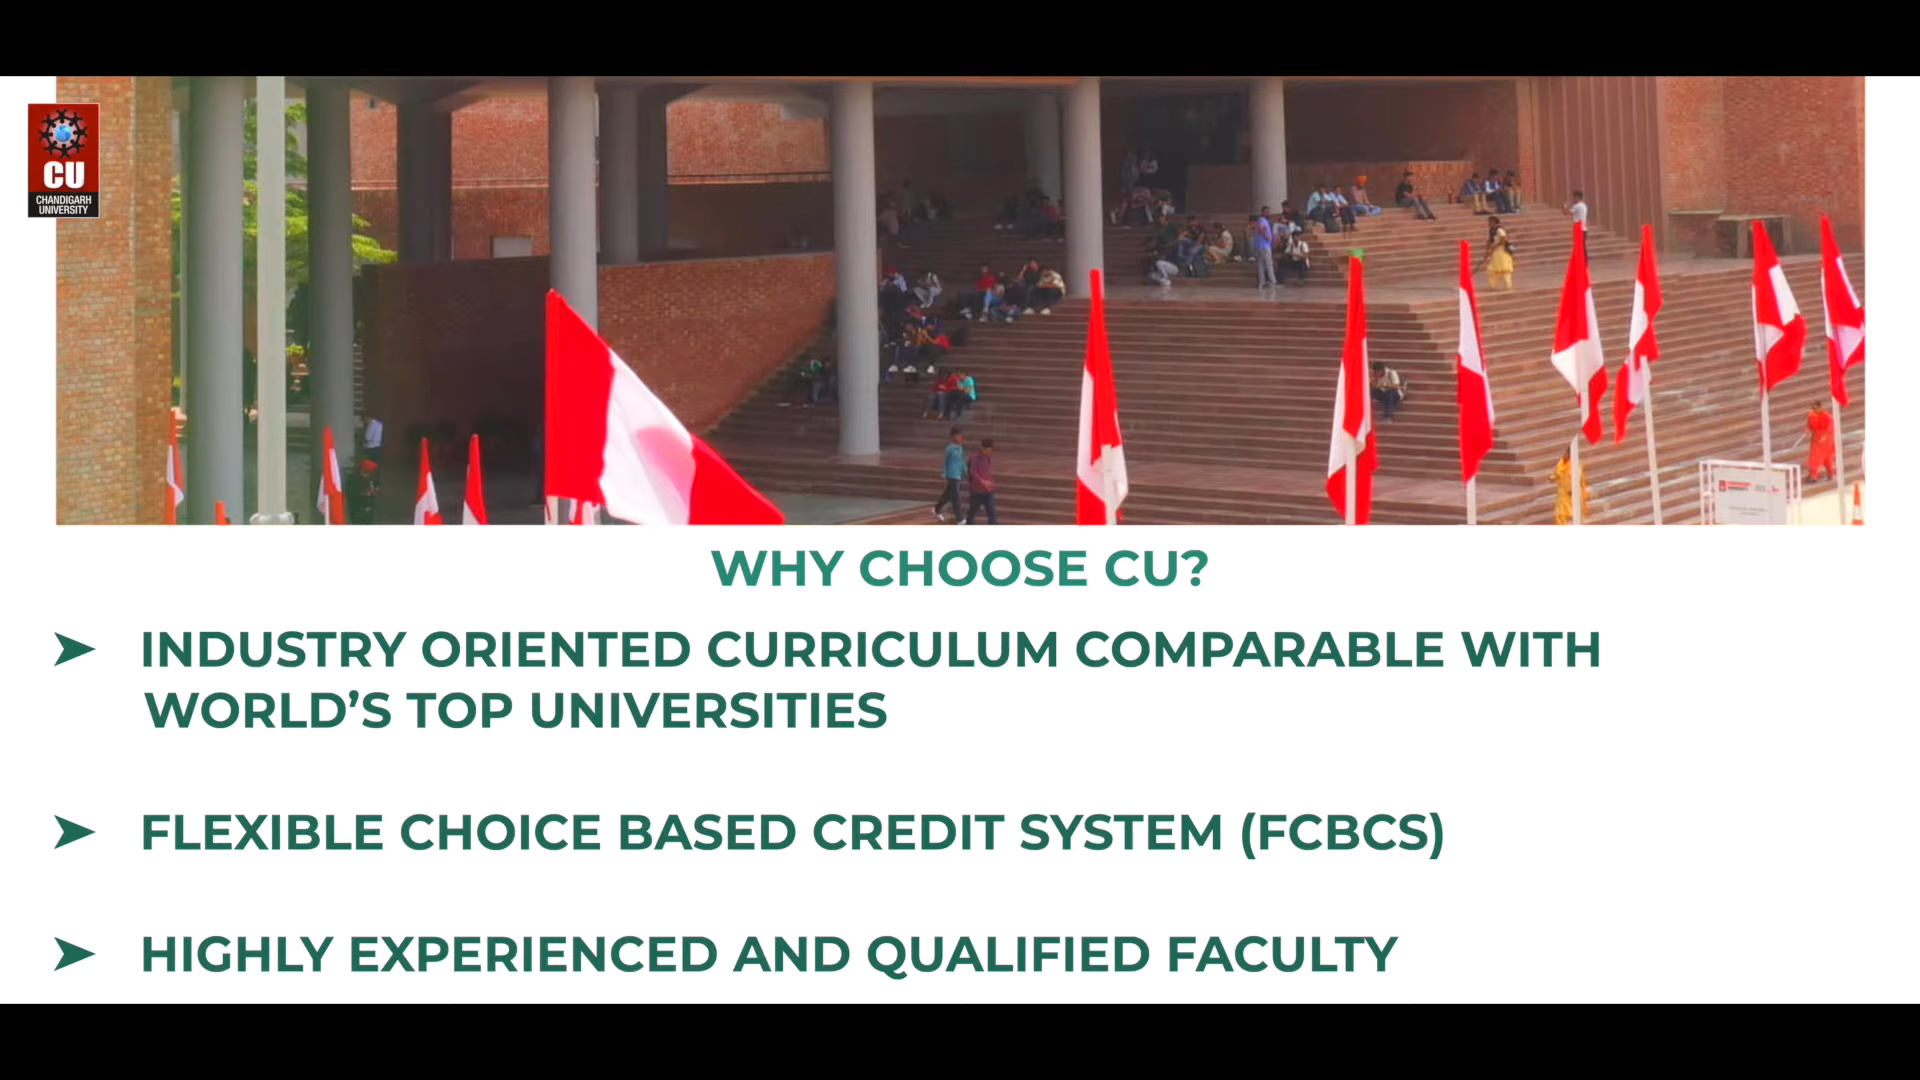 CU
CHANDIGARH
UNIVERSITY
WHY CHOOSE CU?
➤ INDUSTRY ORIENTED CURRICULUM COMPARABLE WITH
WORLD’S TOP UNIVERSITIES
➤ FLEXIBLE CHOICE BASED CREDIT SYSTEM (FCBCS)
➤ HIGHLY EXPERIENCED AND QUALIFIED FACULTY